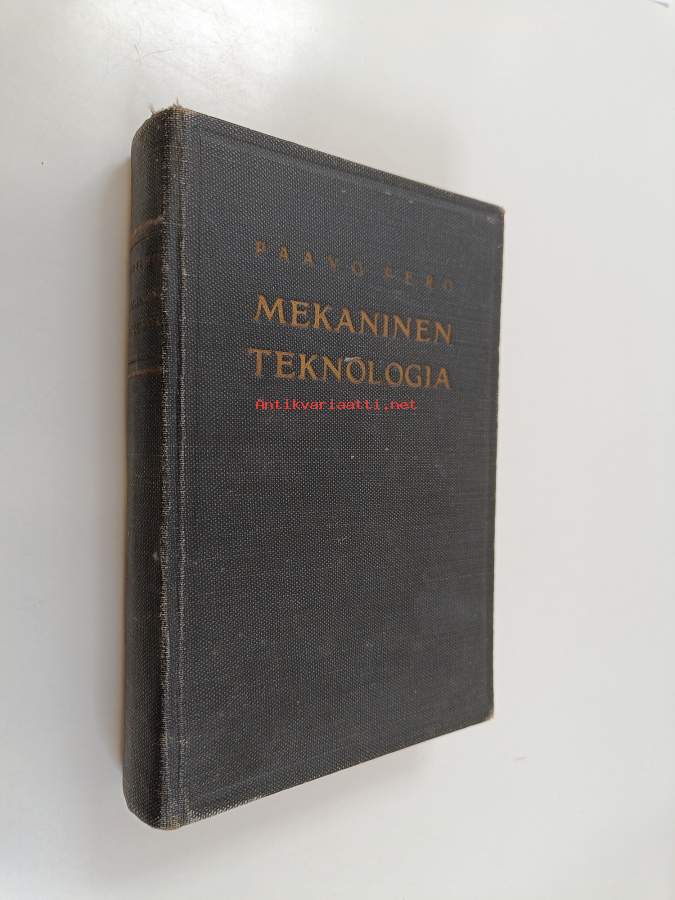 PAAVO PERO
MEKANINEN
TEKNOLOGIA
Antikvariaatti.net